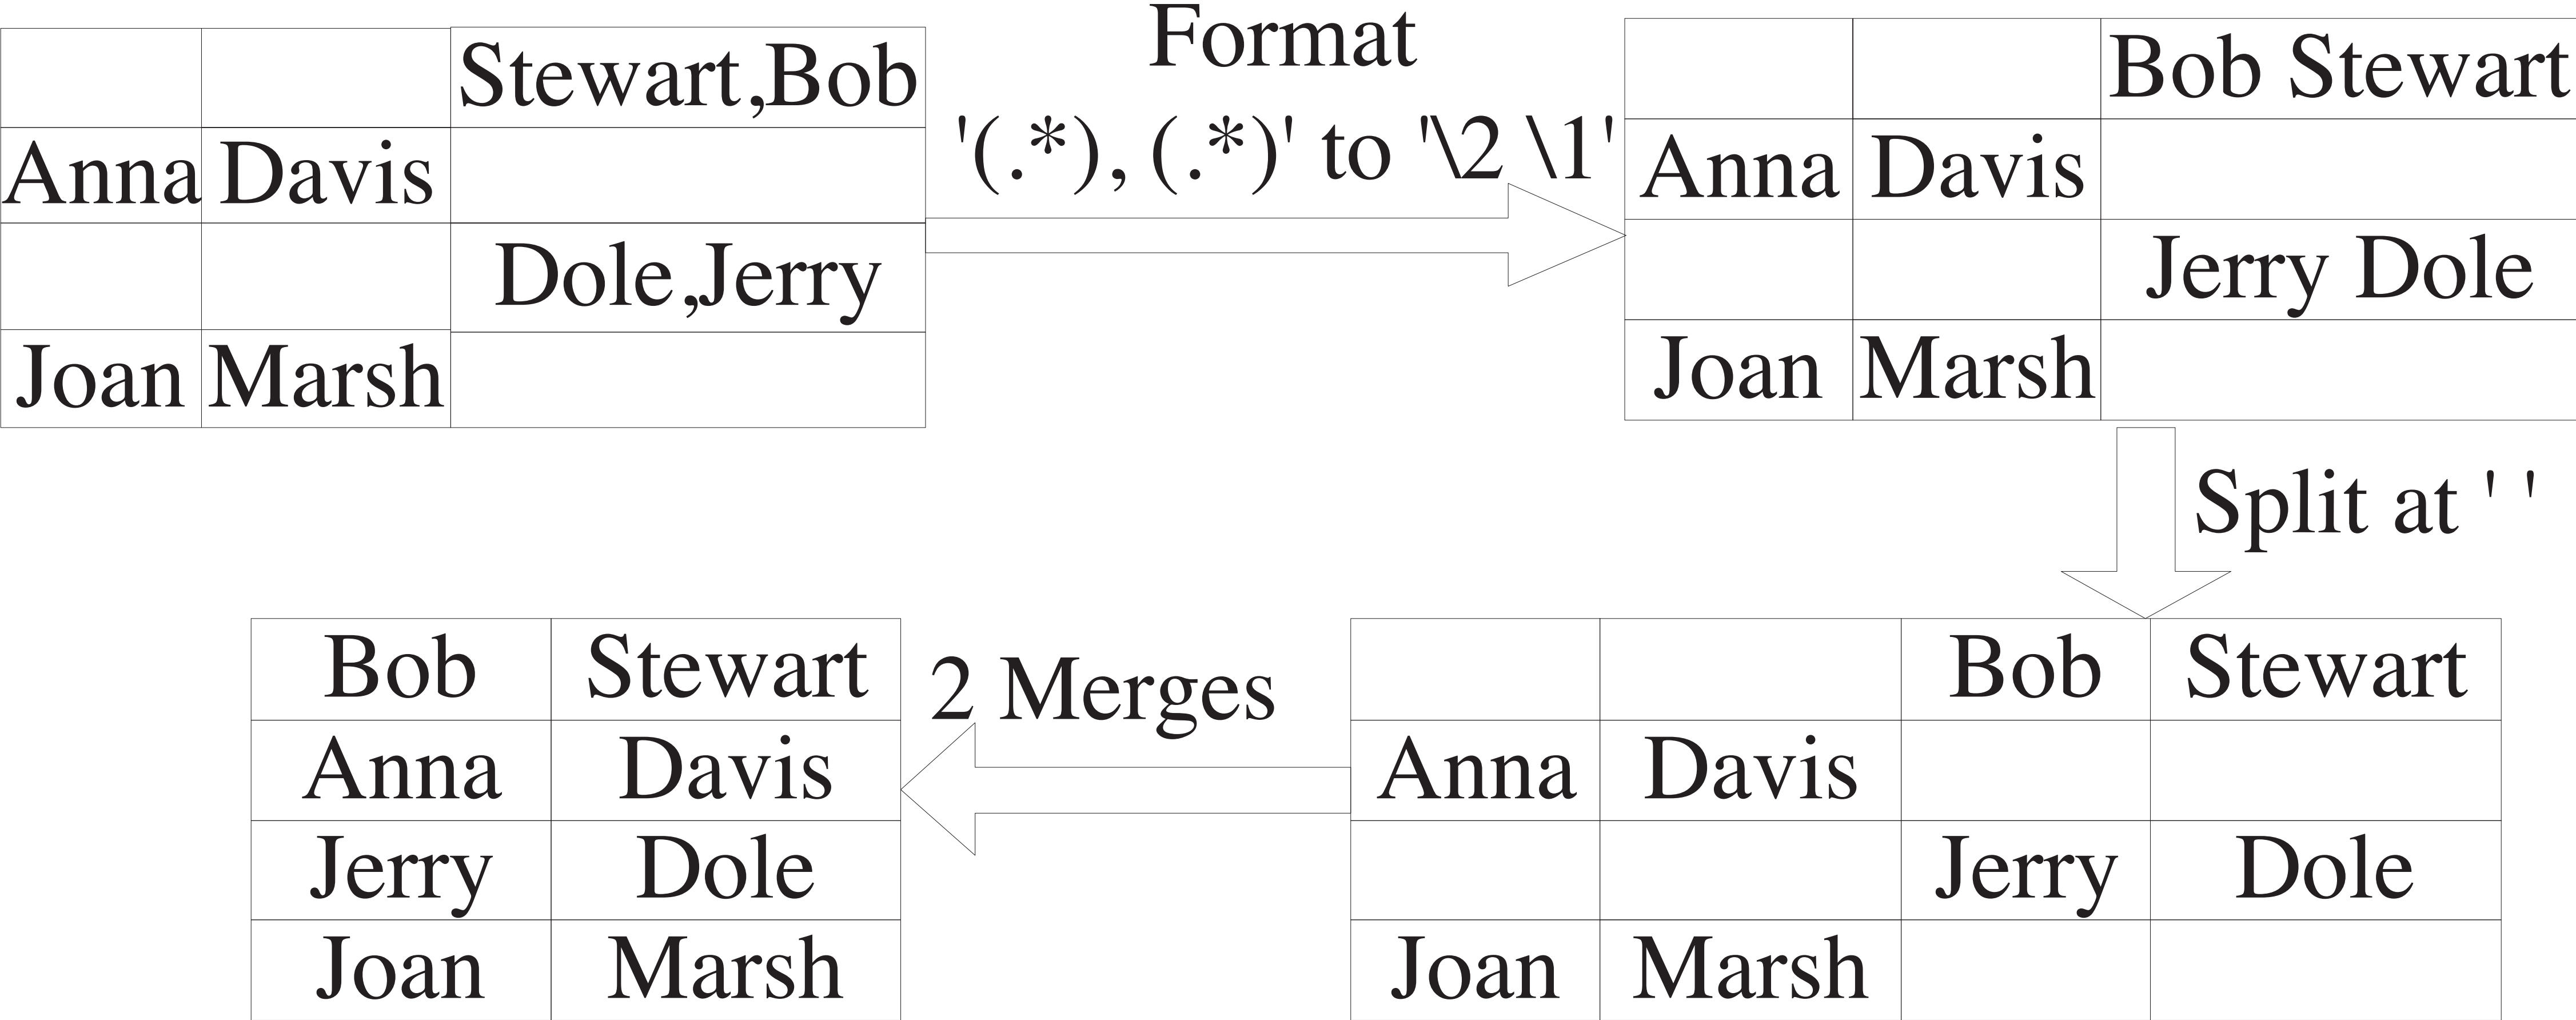 Stewart,Bob
Anna Davis
Dole,Jerry
Joan Marsh
Format
'(.*), (.*)' to '\2 \1'
Bob Stewart
Anna Davis
Jerry Dole
Joan Marsh
Split at ' '
Bob Stewart
Anna Davis
Jerry Dole
Joan Marsh
2 Merges
Bob Stewart
Anna Davis
Jerry Dole
Joan Marsh